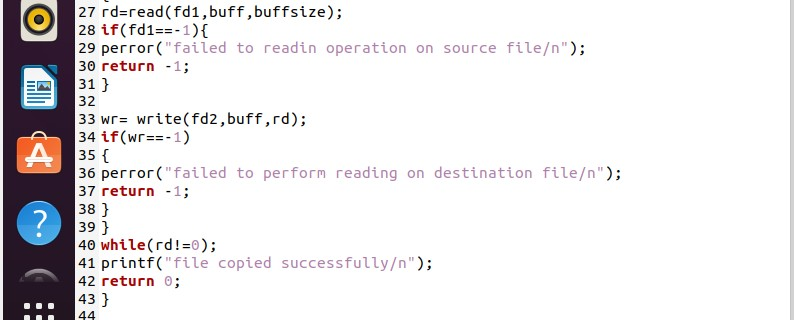 27 rd=read(fd1,buff,buffsize);
28 if(fd1==-1){
29 perror("failed to readin operation on source file/n");
30 return -1;
31 }
32
33 wr= write(fd2,buff,rd);
34 if(wr==-1)
35 {
36 perror("failed to perform reading on destination file/n");
37 return -1;
38 }
39 }
40 while(rd!=0);
41 printf("file copied successfully/n");
42 return 0;
43 }
44